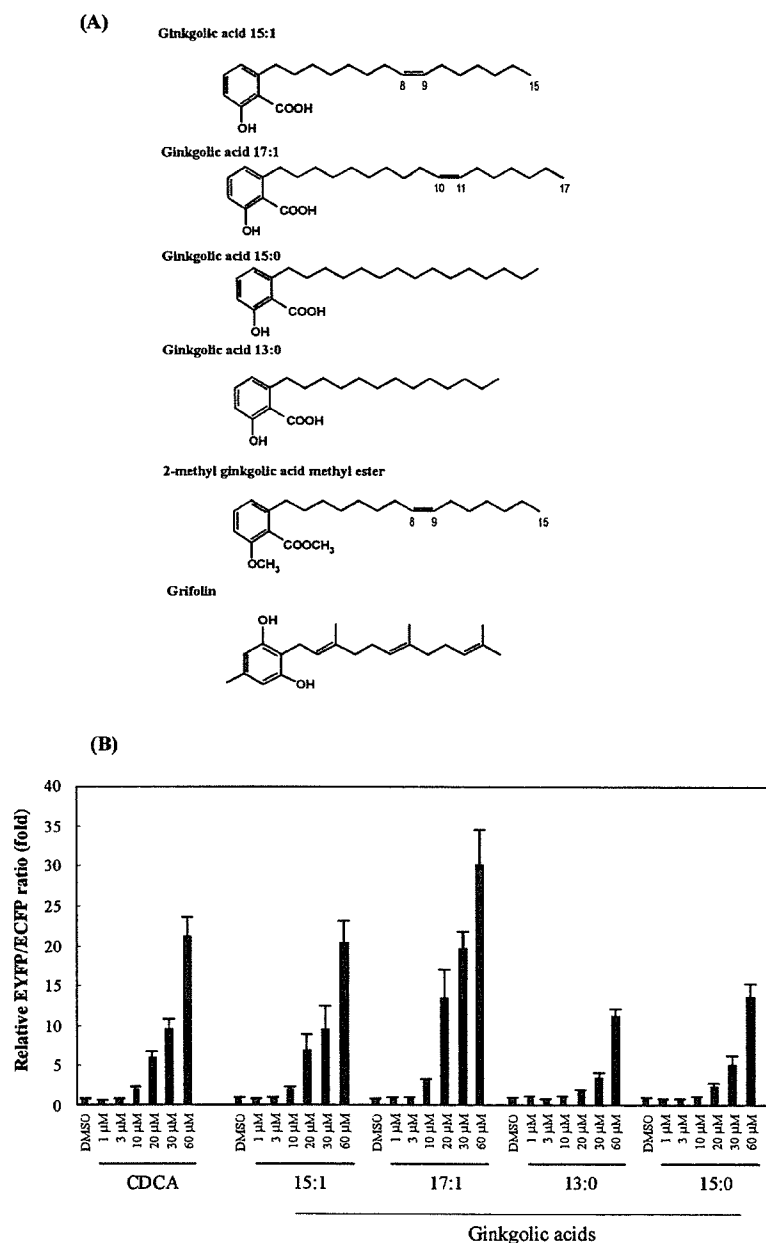 (A)
Ginkgolic acid 15:1
8 9 15
COOH
OH
Ginkgolic acid 17:1
10 11 17
COOH
OH
Ginkgolic acid 15:0
COOH
OH
Ginkgolic acid 13:0
COOH
OH
2-methyl ginkgolic acid methyl ester
8 9 15
COOCH3
OCH3
Grifolin
OH
OH
(B)
Relative EYFP/ECFP ratio (fold)
40
35
30
25
20
15
10
5
0
DMSO 1 µM 3 µM 10 µM 20 µM 30 µM 60 µM DMSO 1 µM 3 µM 10 µM 20 µM 30 µM 60 µM DMSO 1 µM 3 µM 10 µM 20 µM 30 µM 60 µM DMSO 1 µM 3 µM 10 µM 20 µM 30 µM 60 µM DMSO 1 µM 3 µM 10 µM 20 µM 30 µM 60 µM
CDCA 15:1 17:1 13:0 15:0
Ginkgolic acids